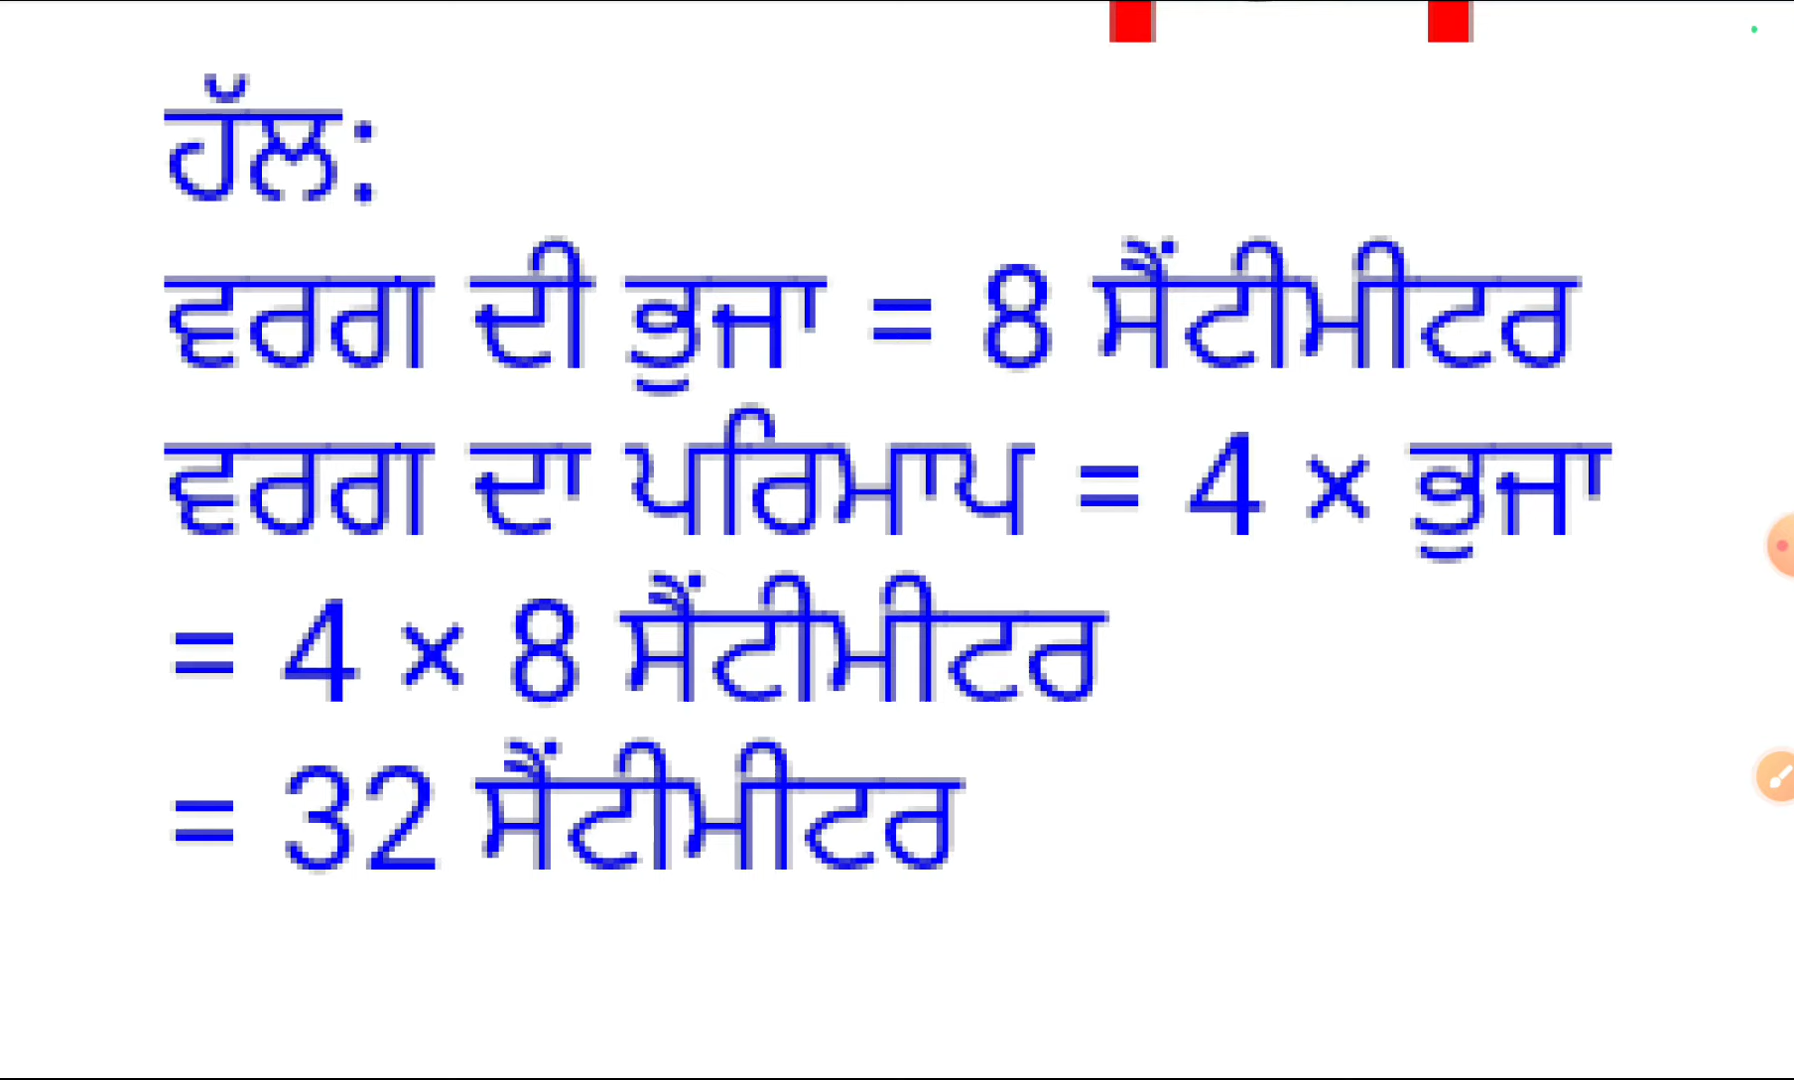 ਹੱਲ:
ਵਰਗ ਦੀ ਭੁਜਾ = 8 ਸੈਂਟੀਮੀਟਰ
ਵਰਗ ਦਾ ਪਰਿਮਾਪ = 4 × ਭੁਜਾ
= 4 × 8 ਸੈਂਟੀਮੀਟਰ
= 32 ਸੈਂਟੀਮੀਟਰ